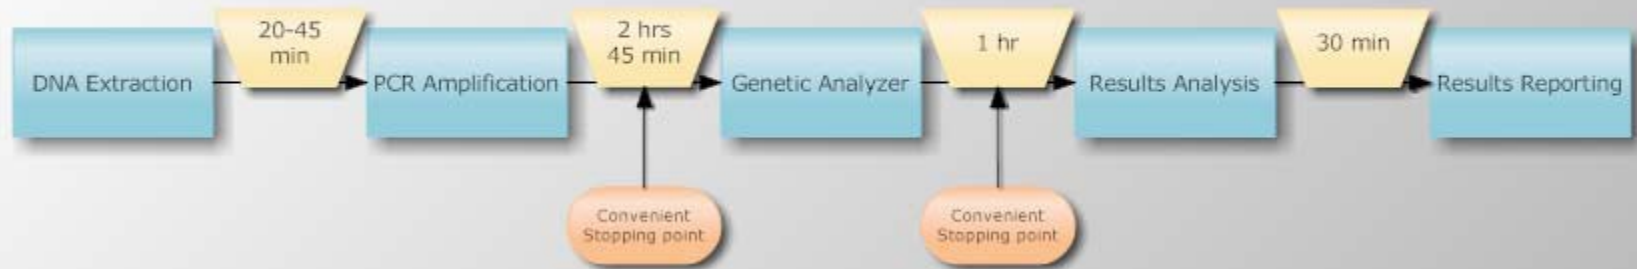 DNA Extraction
20-45
min
PCR Amplification
2 hrs
45 min
Genetic Analyzer
1 hr
Results Analysis
30 min
Results Reporting
Convenient
Stopping point
Convenient
Stopping point